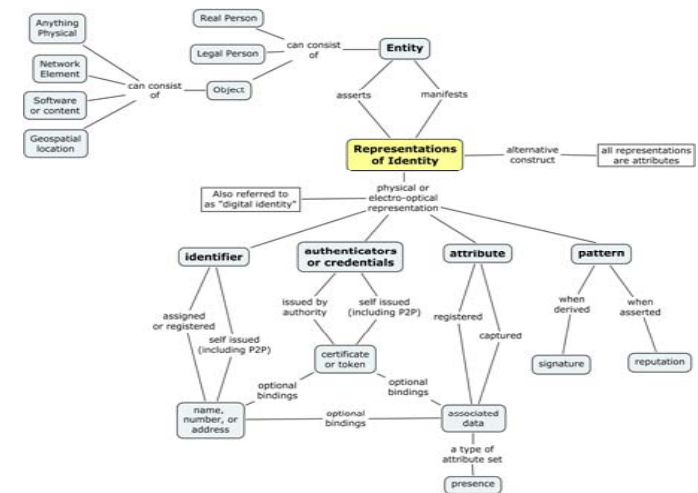 Anything
Physical
Network
Element
Software
or content
Geospatial
location
can consist
of
Object
Real Person
Legal Person
can consist
of
Entity
asserts
manifests
Representations
of Identity
alternative
construct
all representations
are attributes
Also referred to
as "digital identity"
physical or
electro-optical
representation
identifier
authenticators
or credentials
attribute
pattern
assigned
or registered
self issued
(including P2P)
issued by
authority
self issued
(including P2P)
registered
captured
when
derived
when
asserted
signature
reputation
certificate
or token
optional
bindings
optional
bindings
name,
number, or
address
optional
bindings
associated
data
a type of
attribute set
presence